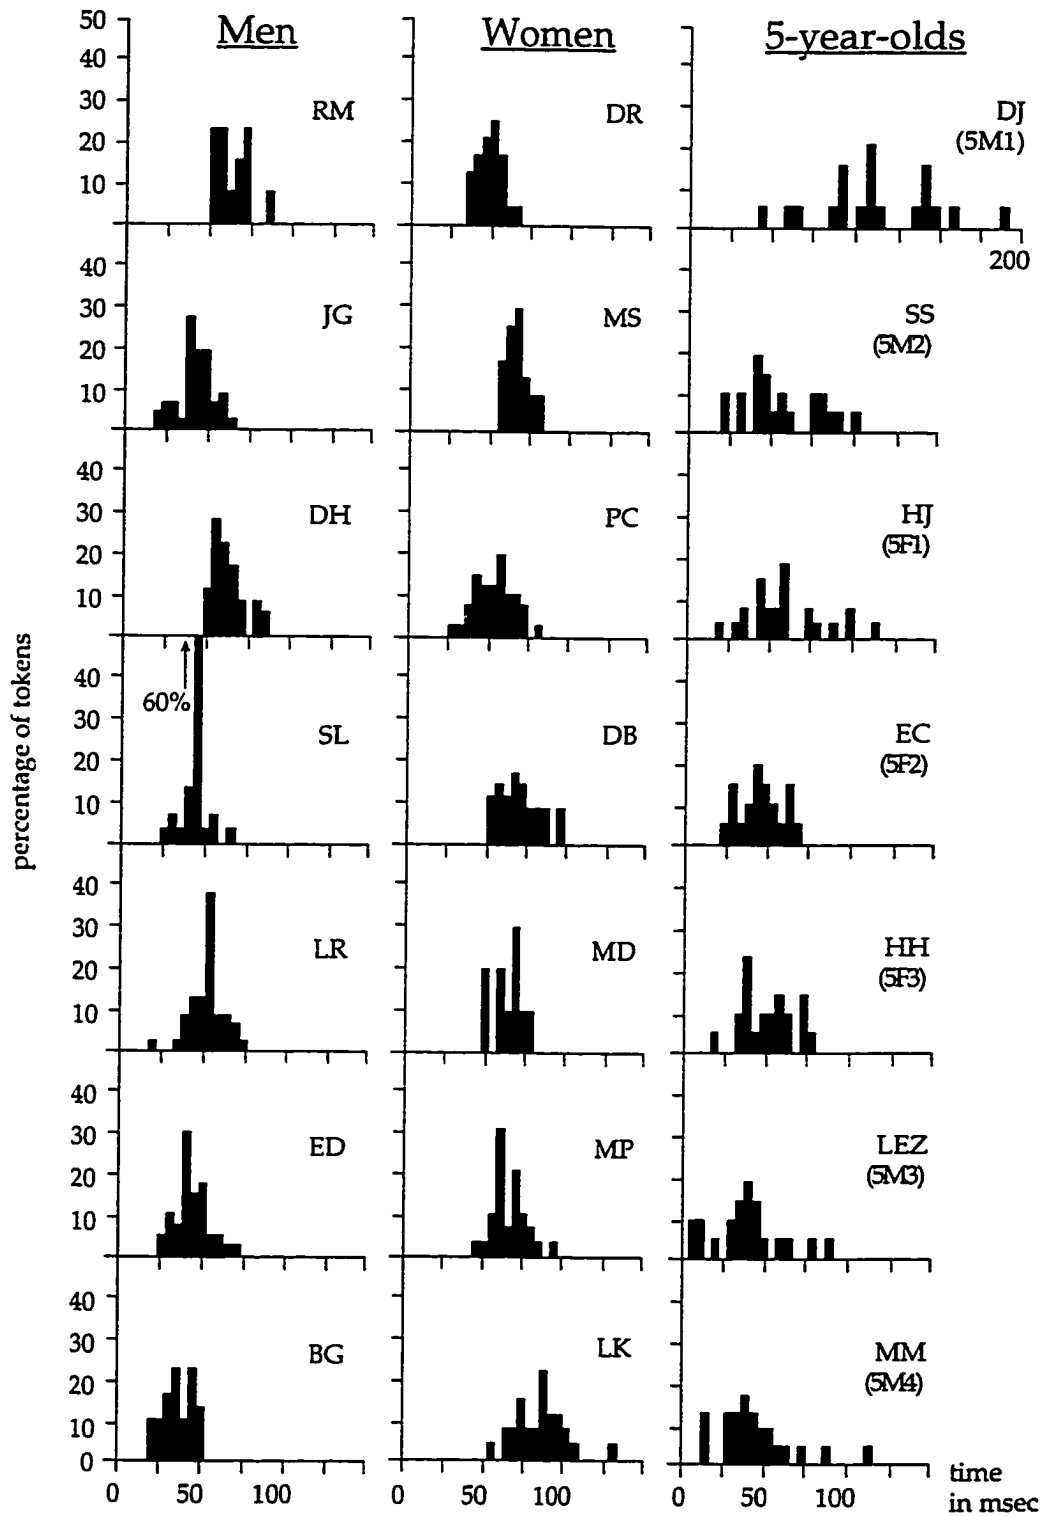 Men
Women
5-year-olds
50
40
30
20
10
RM
DR
DJ
(5M1)
200
40
30
20
10
JG
MS
SS
(5M2)
40
30
20
10
DH
PC
HJ
(5F1)
percentage of tokens
40
30
20
10
60%
SL
DB
EC
(5F2)
40
30
20
10
LR
MD
HH
(5F3)
40
30
20
10
ED
MP
LEZ
(5M3)
40
30
20
10
0
BG
LK
MM
(5M4)
0 50 100
0 50 100
0 50 100
time
in msec